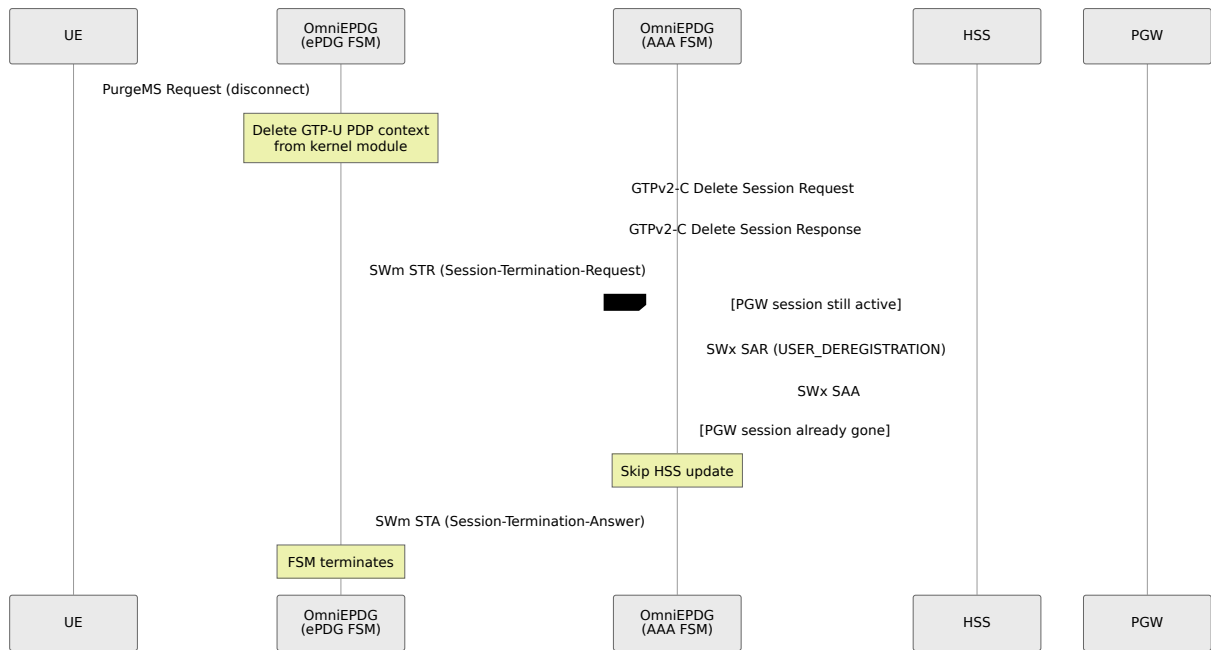 UE
OmniEPDG
(ePDG FSM)
OmniEPDG
(AAA FSM)
HSS
PGW
PurgeMS Request (disconnect)
Delete GTP-U PDP context
from kernel module
GTPv2-C Delete Session Request
GTPv2-C Delete Session Response
SWm STR (Session-Termination-Request)
[PGW session still active]
SWx SAR (USER_DEREGISTRATION)
SWx SAA
[PGW session already gone]
Skip HSS update
SWm STA (Session-Termination-Answer)
FSM terminates
UE
OmniEPDG
(ePDG FSM)
OmniEPDG
(AAA FSM)
HSS
PGW